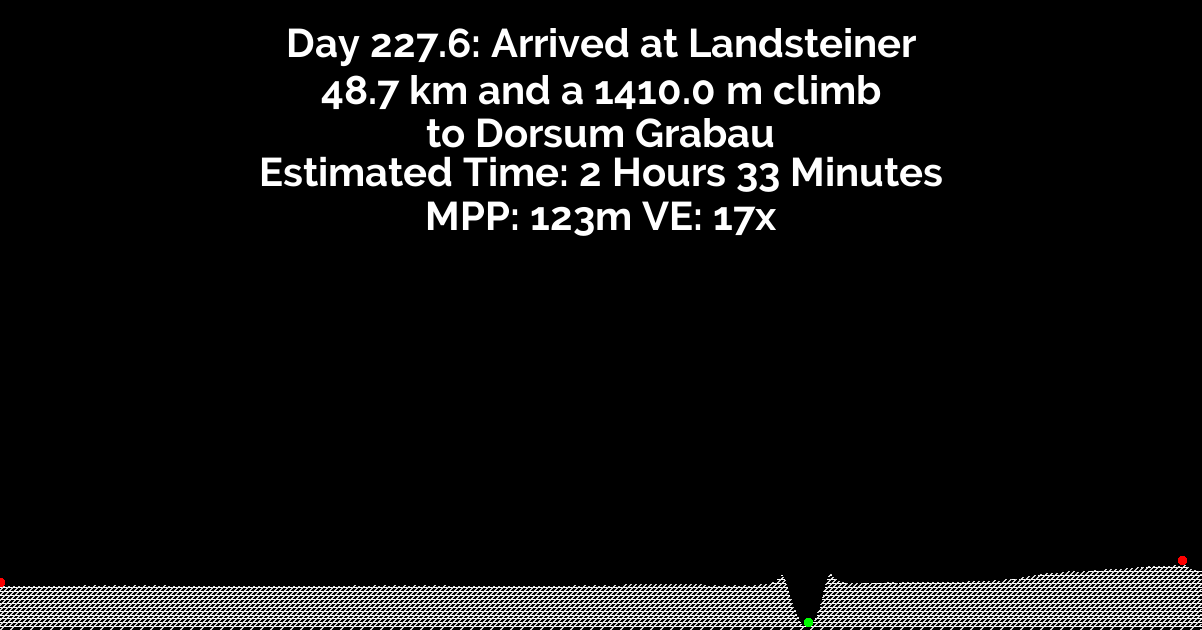 Day 227.6: Arrived at Landsteiner
48.7 km and a 1410.0 m climb
to Dorsum Grabau
Estimated Time: 2 Hours 33 Minutes
MPP: 123m VE: 17x